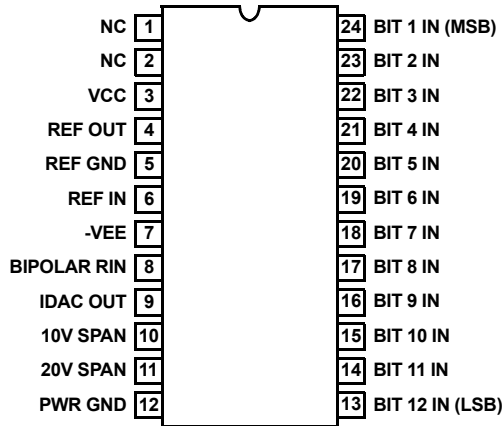 NC 1 24 BIT 1 IN (MSB)
NC 2 23 BIT 2 IN
VCC 3 22 BIT 3 IN
REF OUT 4 21 BIT 4 IN
REF GND 5 20 BIT 5 IN
REF IN 6 19 BIT 6 IN
-VEE 7 18 BIT 7 IN
BIPOLAR RIN 8 17 BIT 8 IN
IDAC OUT 9 16 BIT 9 IN
10V SPAN 10 15 BIT 10 IN
20V SPAN 11 14 BIT 11 IN
PWR GND 12 13 BIT 12 IN (LSB)